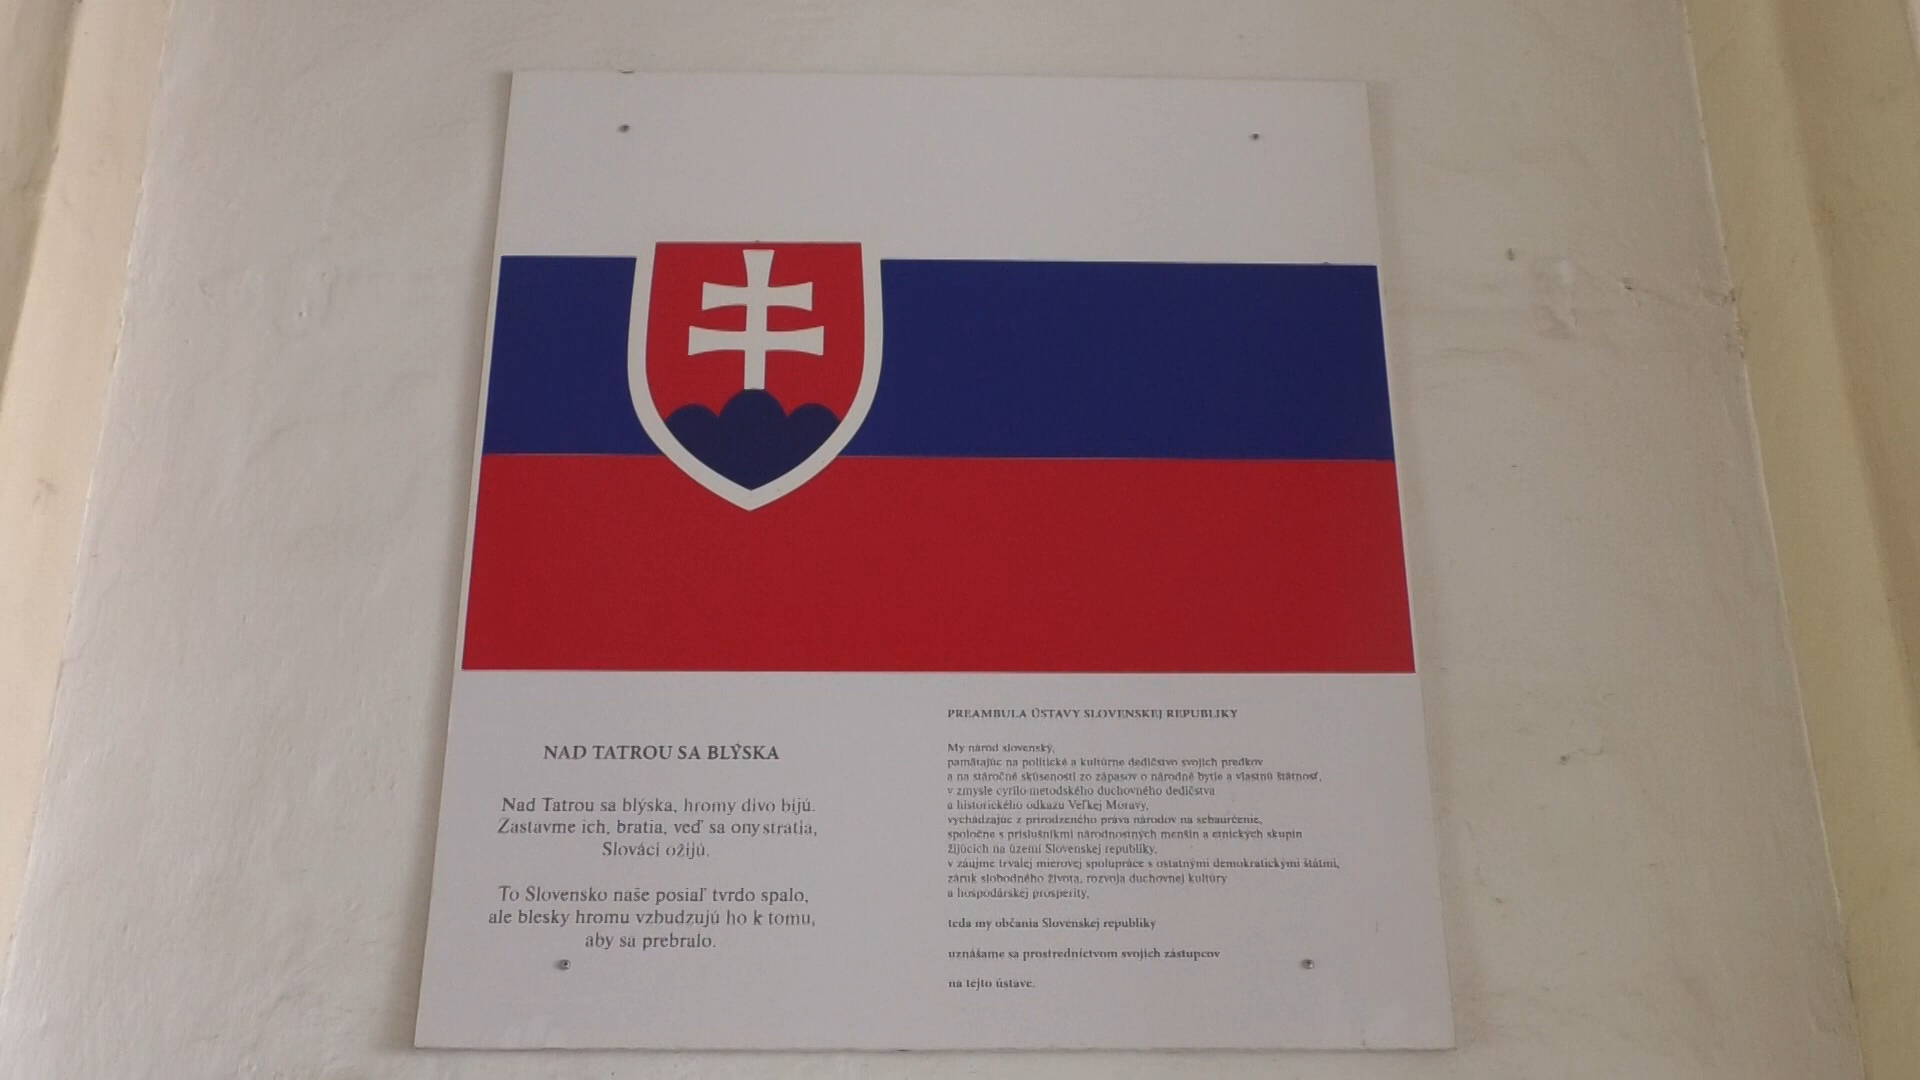 NAD TATROU SA BLÝSKA
Nad Tatrou sa blýska, hromy divo bijú.
Zastavme ich, bratia, veď sa ony stratia,
Slováci ožijú.
To Slovensko naše posiaľ tvrdo spalo,
ale blesky hromu vzbudzujú ho k tomu,
aby sa prebralo.
PREAMBULA ÚSTAVY SLOVENSKEJ REPUBLIKY
My národ slovenský,
pamätajúc na politické a kultúrne dedičstvo svojich predkov
a na stáročné skúsenosti zo zápasov o národné bytie a vlastnú štátnosť,
v zmysle cyrilo-metodského duchovného dedičstva
a historického odkazu Veľkej Moravy,
vychádzajúc z prirodzeného práva národov na sebaurčenie,
spoločne s príslušníkmi národnostných menšín a etnických skupín
žijúcich na území Slovenskej republiky,
v záujme trvalej mierovej spolupráce s ostatnými demokratickými štátmi,
záruk slobodného života, rozvoja duchovnej kultúry
a hospodárskej prosperity,
teda my občania Slovenskej republiky
uznášame sa prostredníctvom svojich zástupcov
na tejto ústave.